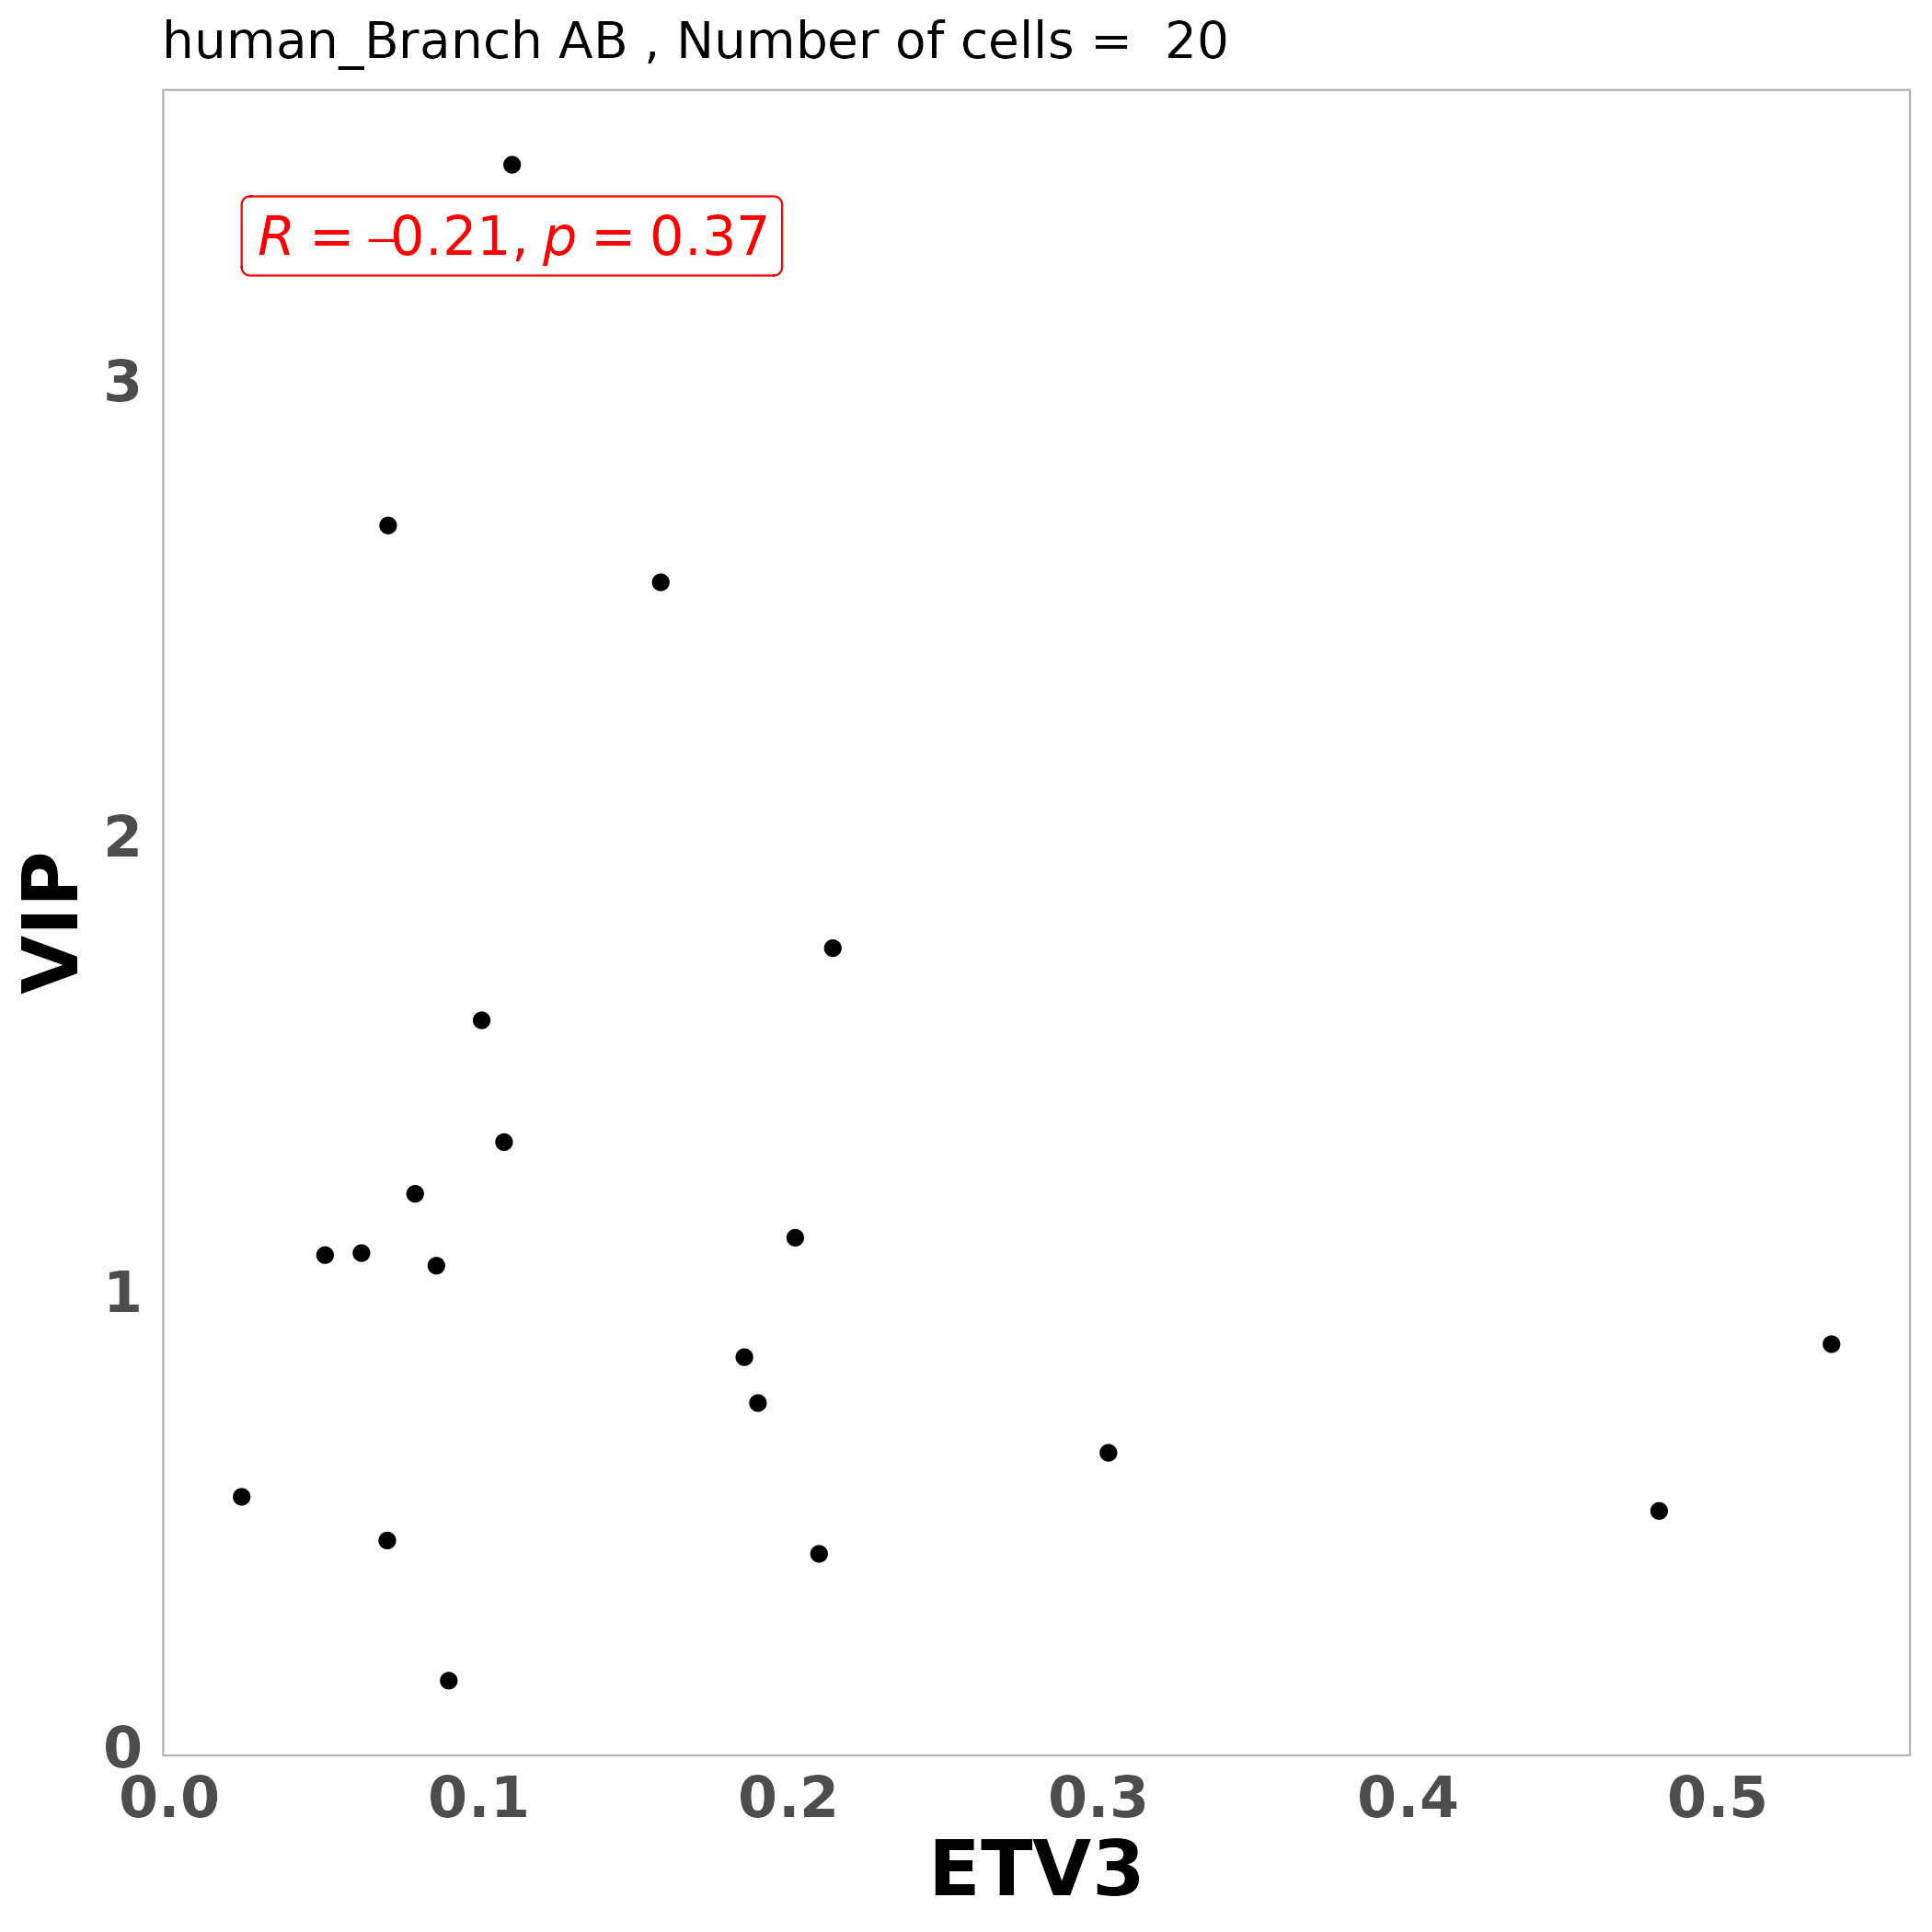 human_Branch AB , Number of cells =  20
R = –0.21, p = 0.37
3
2
1
0
VIP
0.0 0.1 0.2 0.3 0.4 0.5
ETV3